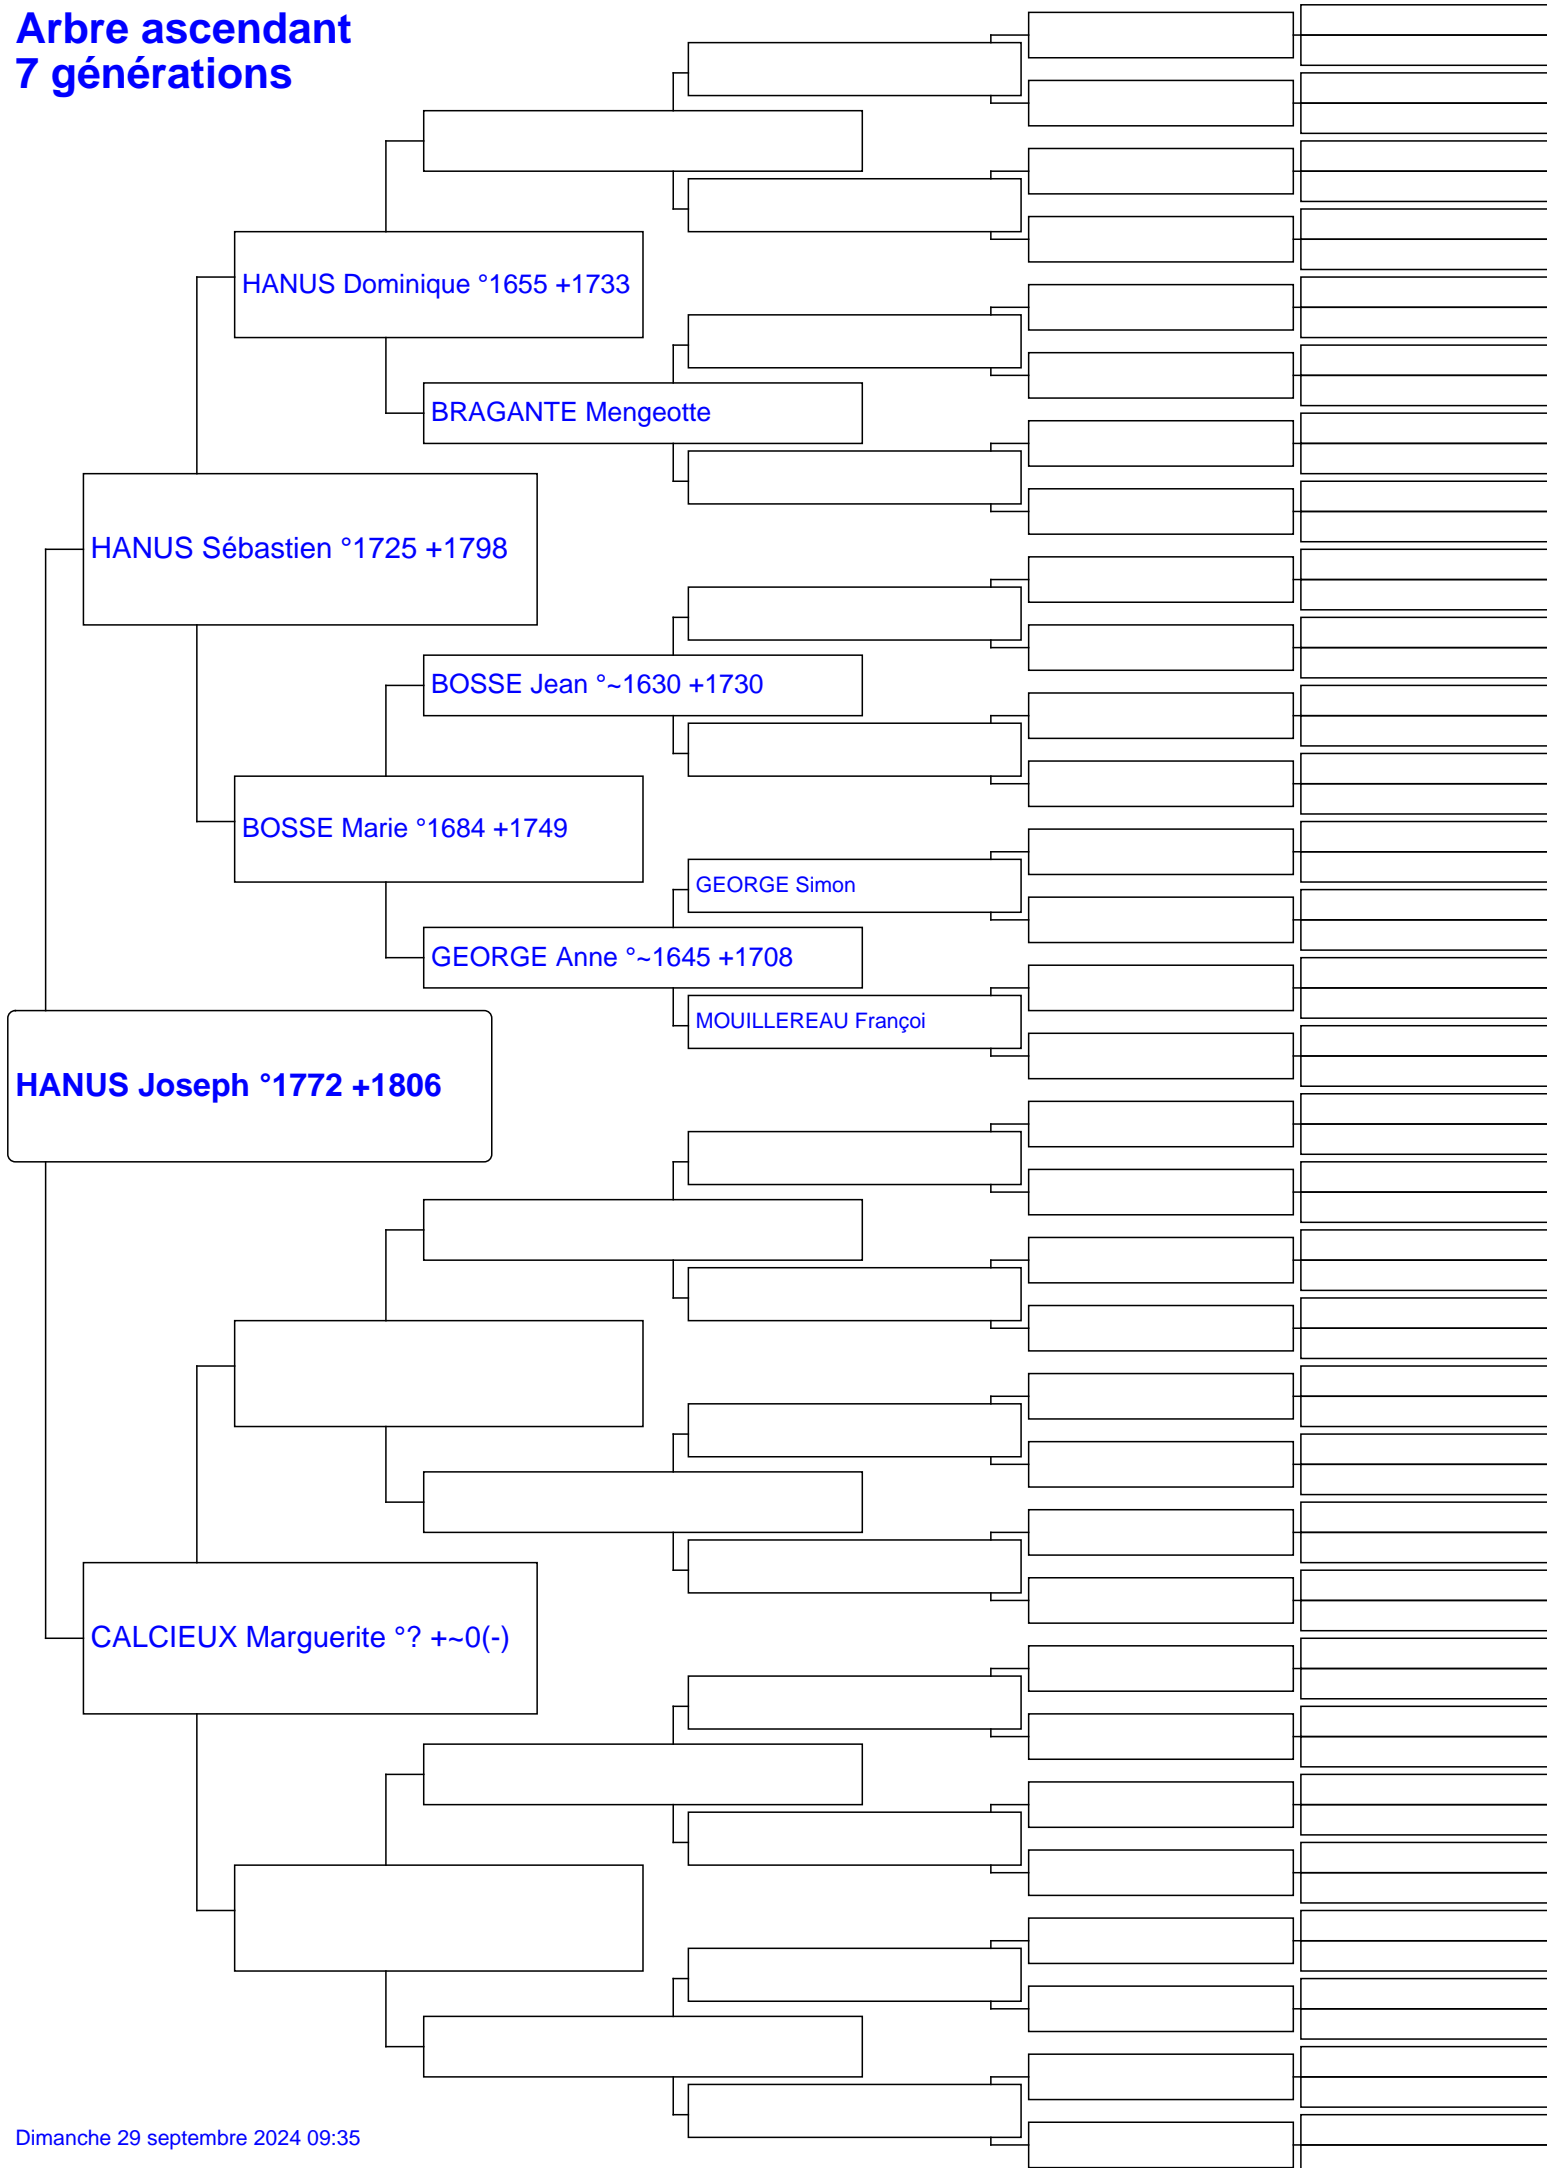 Arbre ascendant
7 générations
HANUS Dominique °1655 +1733
BRAGANTE Mengeotte
HANUS Sébastien °1725 +1798
BOSSE Jean °~1630 +1730
BOSSE Marie °1684 +1749
GEORGE Simon
GEORGE Anne °~1645 +1708
MOUILLEREAU Françoi
HANUS Joseph °1772 +1806
CALCIEUX Marguerite °? +~0(-)
Dimanche 29 septembre 2024 09:35